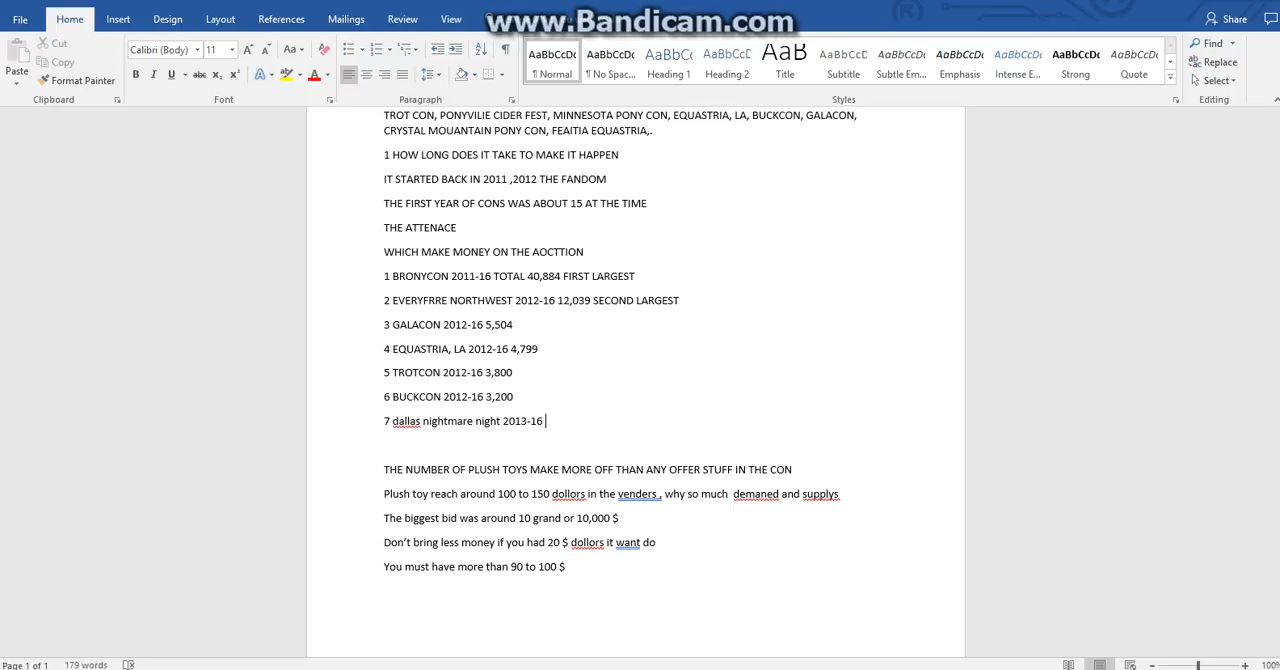 www.Bandicam.com
File Home Insert Design Layout References Mailings Review View Share
Cut
Copy
Paste
Format Painter
Calibri (Body) 11
Find
Replace
Select
AaBbCcDc AaBbCcDc AaBbCc AaBbCcD AaB AaBbCcD AaBbCcDc AaBbCcDc AaBbCcDc AaBbCcDc AaBbCcDc
¶ Normal ¶ No Spac... Heading 1 Heading 2 Title Subtitle Subtle Em... Emphasis Intense E... Strong Quote
Clipboard Font Paragraph Styles Editing
TROT CON, PONYVILIE CIDER FEST, MINNESOTA PONY CON, EQUASTRIA, LA, BUCKCON, GALACON,
CRYSTAL MOUANTAIN PONY CON, FEAITIA EQUASTRIA,.
1 HOW LONG DOES IT TAKE TO MAKE IT HAPPEN
IT STARTED BACK IN 2011 ,2012 THE FANDOM
THE FIRST YEAR OF CONS WAS ABOUT 15 AT THE TIME
THE ATTENACE
WHICH MAKE MONEY ON THE AOCTTION
1 BRONYCON 2011-16 TOTAL 40,884 FIRST LARGEST
2 EVERYFRRE NORTHWEST 2012-16 12,039 SECOND LARGEST
3 GALACON 2012-16 5,504
4 EQUASTRIA, LA 2012-16 4,799
5 TROTCON 2012-16 3,800
6 BUCKCON 2012-16 3,200
7 dallas nightmare night 2013-16
THE NUMBER OF PLUSH TOYS MAKE MORE OFF THAN ANY OFFER STUFF IN THE CON
Plush toy reach around 100 to 150 dollors in the venders , why so much demaned and supplys
The biggest bid was around 10 grand or 10,000 $
Don’t bring less money if you had 20 $ dollors it want do
You must have more than 90 to 100 $
Page 1 of 1 179 words 100%